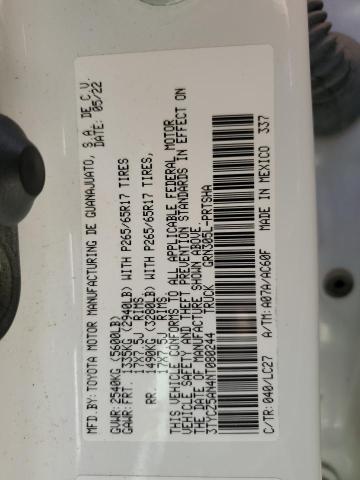 MFD.BY:TOYOTA MOTOR MANUFACTURING DE GUANAJUATO, S.A. DE C.V.
DATE: 05/22
GVWR:2540KG (5600LB)
GAWR:FRT. 1335KG (2940LB) WITH P265/65R17 TIRES
17X7.5J RIMS,
RR. 1490KG (3280LB) WITH P265/65R17 TIRES,
17X7.5J RIMS
THIS VEHICLE CONFORMS TO ALL APPLICABLE FEDERAL MOTOR
VEHICLE SAFETY AND THEFT PREVENTION STANDARDS IN EFFECT ON
THE DATE OF MANUFACTURE SHOWN ABOVE.
3TYCZ5AN4NT080244 TRUCK GRN305L-PRTSHA
C/TR:040/LC27 A/TM:A07A/AC60F MADE IN MEXICO 337